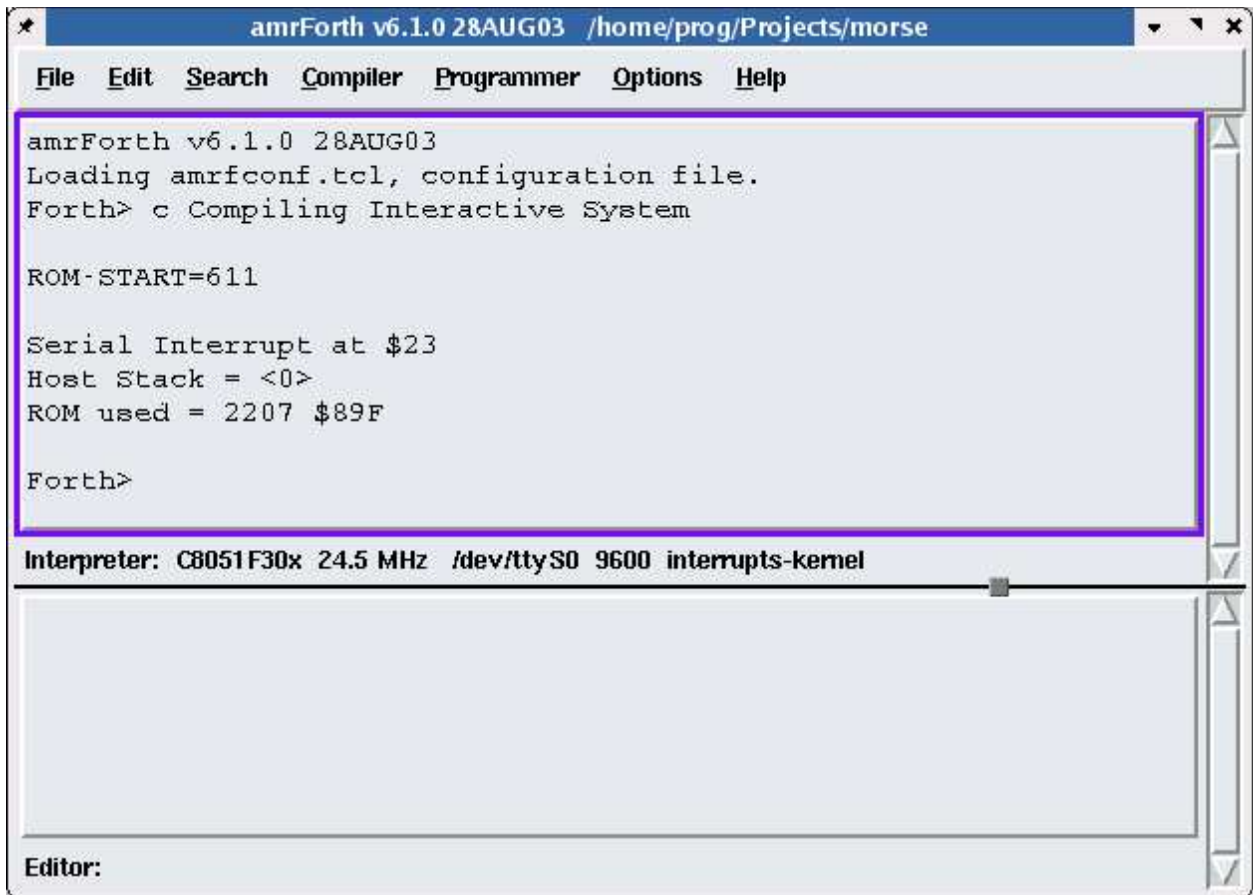 amrForth v6.1.0 28AUG03 /home/prog/Projects/morse
File Edit Search Compiler Programmer Options Help
amrForth v6.1.0 28AUG03
Loading amrfconf.tcl, configuration file.
Forth> c Compiling Interactive System
ROM-START=611
Serial Interrupt at $23
Host Stack = <0>
ROM used = 2207 $89F
Forth>
Interpreter: C8051F30x 24.5 MHz /dev/ttyS0 9600 interrupts-kernel
Editor: